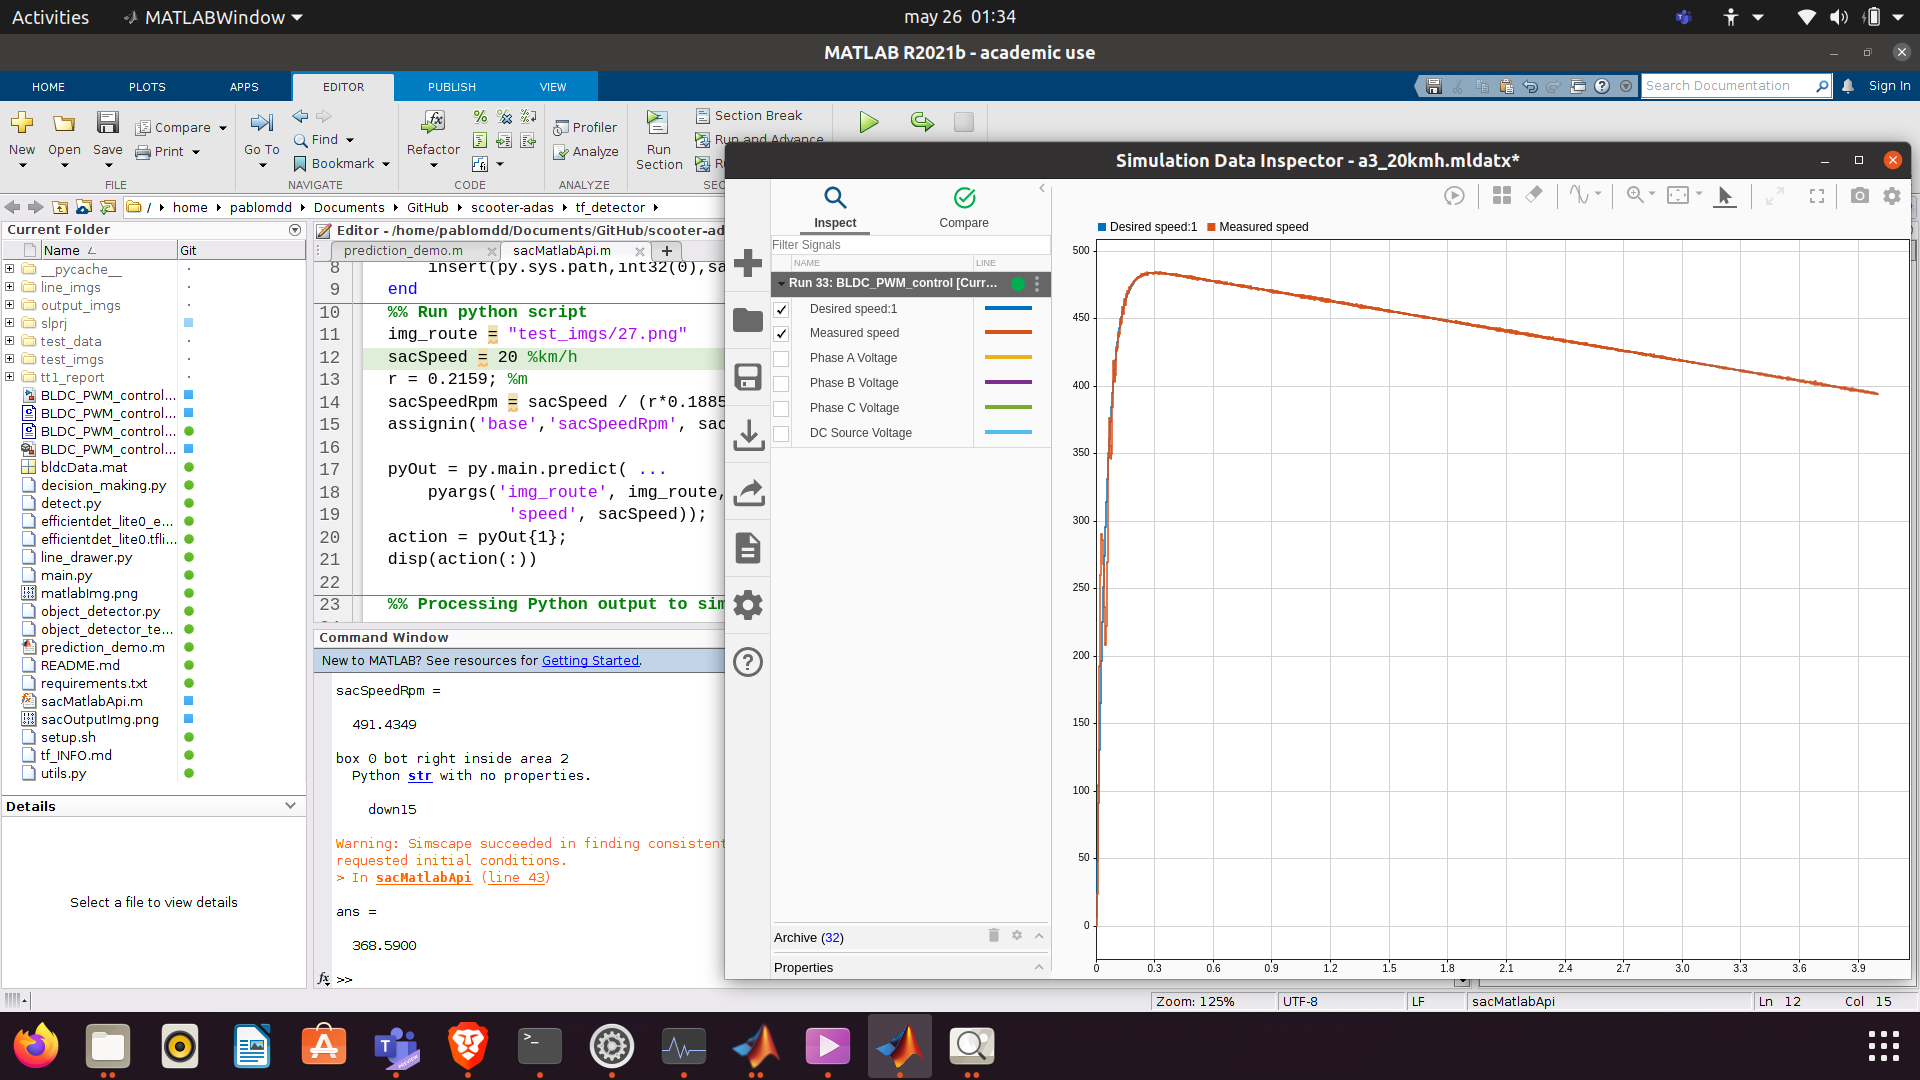 Activities
MATLABWindow
may 26 01:34
MATLAB R2021b - academic use
HOME PLOTS APPS EDITOR PUBLISH VIEW
Search Documentation
Sign In
New Open Save
Compare
Print
FILE
Go To
Find
Bookmark
NAVIGATE
Refactor
CODE
Profiler
Analyze
ANALYZE
Run Section
Section Break
Run and Advance
/ home pablomdd Documents GitHub scooter-adas tf_detector
Current Folder
Name Git
__pycache__
line_imgs
output_imgs
slprj
test_data
test_imgs
tt1_report
BLDC_PWM_control...
BLDC_PWM_control...
BLDC_PWM_control...
BLDC_PWM_control...
bldcData.mat
decision_making.py
detect.py
efficientdet_lite0_e...
efficientdet_lite0.tfli...
line_drawer.py
main.py
matlabImg.png
object_detector.py
object_detector_te...
prediction_demo.m
README.md
requirements.txt
sacMatlabApi.m
sacOutputImg.png
setup.sh
tf_INFO.md
utils.py
Details
Select a file to view details
Editor - /home/pablomdd/Documents/GitHub/scooter-ad
prediction_demo.m
sacMatlabApi.m
8 insert(py.sys.path,int32(0),sa
9 end
10 %% Run python script
11 img_route = "test_imgs/27.png"
12 sacSpeed = 20 %km/h
13 r = 0.2159; %m
14 sacSpeedRpm = sacSpeed / (r*0.1885
15 assignin('base','sacSpeedRpm', sac
16
17 pyOut = py.main.predict( ...
18 pyargs('img_route', img_route,
19 'speed', sacSpeed));
20 action = pyOut{1};
21 disp(action(:))
22
23 %% Processing Python output to sim
Command Window
New to MATLAB? See resources for Getting Started.
sacSpeedRpm =
491.4349
box 0 bot right inside area 2
Python str with no properties.
down15
Warning: Simscape succeeded in finding consistent
requested initial conditions.
> In sacMatlabApi (line 43)
ans =
368.5900
fx >>
Simulation Data Inspector - a3_20kmh.mldatx*
Inspect
Compare
Filter Signals
NAME LINE
Run 33: BLDC_PWM_control [Curr...
Desired speed:1
Measured speed
Phase A Voltage
Phase B Voltage
Phase C Voltage
DC Source Voltage
Archive (32)
Properties
Desired speed:1 Measured speed
500
450
400
350
300
250
200
150
100
50
0
0 0.3 0.6 0.9 1.2 1.5 1.8 2.1 2.4 2.7 3.0 3.3 3.6 3.9
Zoom: 125% UTF-8 LF sacMatlabApi Ln 12 Col 15